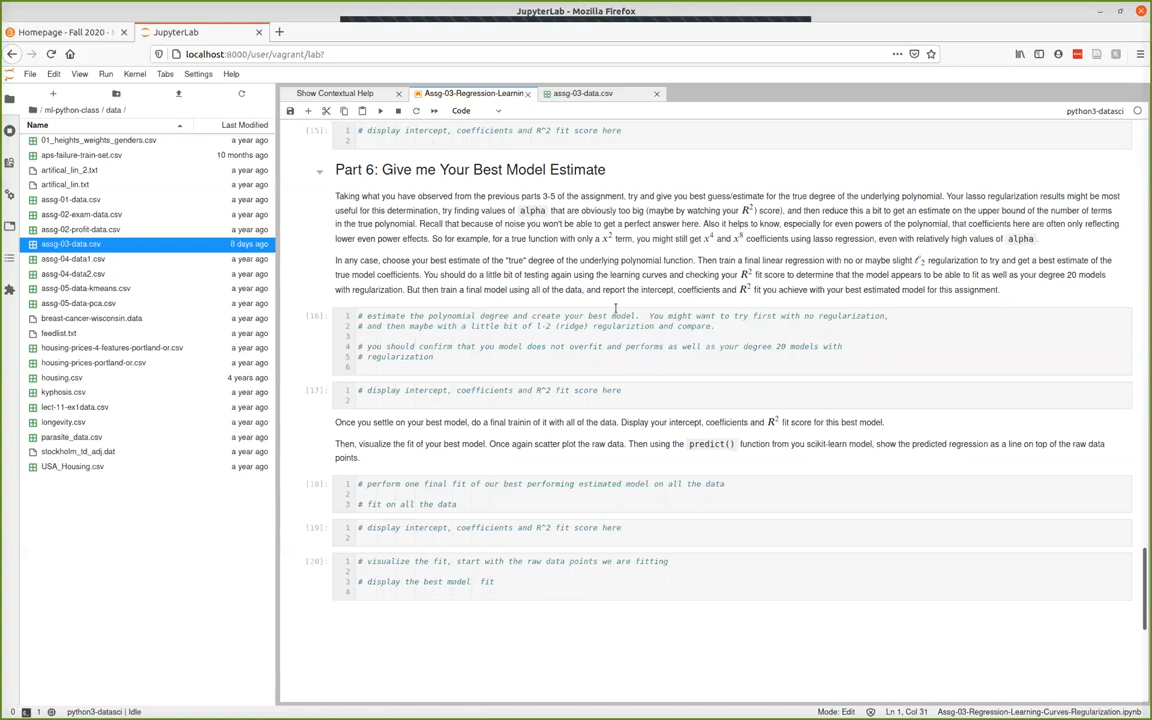 JupyterLab - Mozilla Firefox
Homepage - Fall 2020 -
JupyterLab
localhost:8000/user/vagrant/lab?
File Edit View Run Kernel Tabs Settings Help
Show Contextual Help
Assg-03-Regression-Learnin
assg-03-data.csv
/ ml-python-class / data /
Code
python3-datasci
Name Last Modified
01_heights_weights_genders.csv a year ago
aps-failure-train-set.csv 10 months ago
artifical_lin_2.txt a year ago
artifical_lin.txt a year ago
assg-01-data.csv a year ago
assg-02-exam-data.csv a year ago
assg-02-profit-data.csv a year ago
assg-03-data.csv 8 days ago
assg-04-data1.csv a year ago
assg-04-data2.csv a year ago
assg-05-data-kmeans.csv a year ago
assg-05-data-pca.csv a year ago
breast-cancer-wisconsin.data a year ago
feedlist.txt a year ago
housing-prices-4-features-portland-or.csv a year ago
housing-prices-portland-or.csv a year ago
housing.csv 4 years ago
kyphosis.csv a year ago
lect-11-ex1data.csv a year ago
longevity.csv a year ago
parasite_data.csv a year ago
stockholm_td_adj.dat a year ago
USA_Housing.csv a year ago
[15]: 1 # display intercept, coefficients and R^2 fit score here
2
Part 6: Give me Your Best Model Estimate
Taking what you have observed from the previous parts 3-5 of the assignment, try and give you best guess/estimate for the true degree of the underlying polynomial. Your lasso regularization results might be most
useful for this determination, try finding values of alpha that are obviously too big (maybe by watching your R² score), and then reduce this a bit to get an estimate on the upper bound of the number of terms
in the true polynomial. Recall that because of noise you won't be able to get a perfect answer here. Also it helps to know, especially for even powers of the polynomial, that coefficients here are often only reflecting
lower even power effects. So for example, for a true function with only a x² term, you might still get x⁴ and x⁸ coefficients using lasso regression, even with relatively high values of alpha .
In any case, choose your best estimate of the "true" degree of the underlying polynomial function. Then train a final linear regression with no or maybe slight ℓ₂ regularization to try and get a best estimate of the
true model coefficients. You should do a little bit of testing again using the learning curves and checking your R² fit score to determine that the model appears to be able to fit as well as your degree 20 models
with regularization. But then train a final model using all of the data, and report the intercept, coefficients and R² fit you achieve with your best estimated model for this assignment.
[16]: 1 # estimate the polynomial degree and create your best model. You might want to try first with no regularization,
2 # and then maybe with a little bit of l-2 (ridge) regulariztion and compare.
3
4 # you should confirm that you model does not overfit and performs as well as your degree 20 models with
5 # regularization
6
[17]: 1 # display intercept, coefficients and R^2 fit score here
2
Once you settle on your best model, do a final trainin of it with all of the data. Display your intercept, coefficients and R² fit score for this best model.
Then, visualize the fit of your best model. Once again scatter plot the raw data. Then using the predict() function from you scikit-learn model, show the predicted regression as a line on top of the raw data
points.
[18]: 1 # perform one final fit of our best performing estimated model on all the data
2
3 # fit on all the data
[19]: 1 # display intercept, coefficients and R^2 fit score here
2
[20]: 1 # visualize the fit, start with the raw data points we are fitting
2
3 # display the best model fit
4
0 1 python3-datasci | Idle
Mode: Edit Ln 1, Col 31 Assg-03-Regression-Learning-Curves-Regularization.ipynb